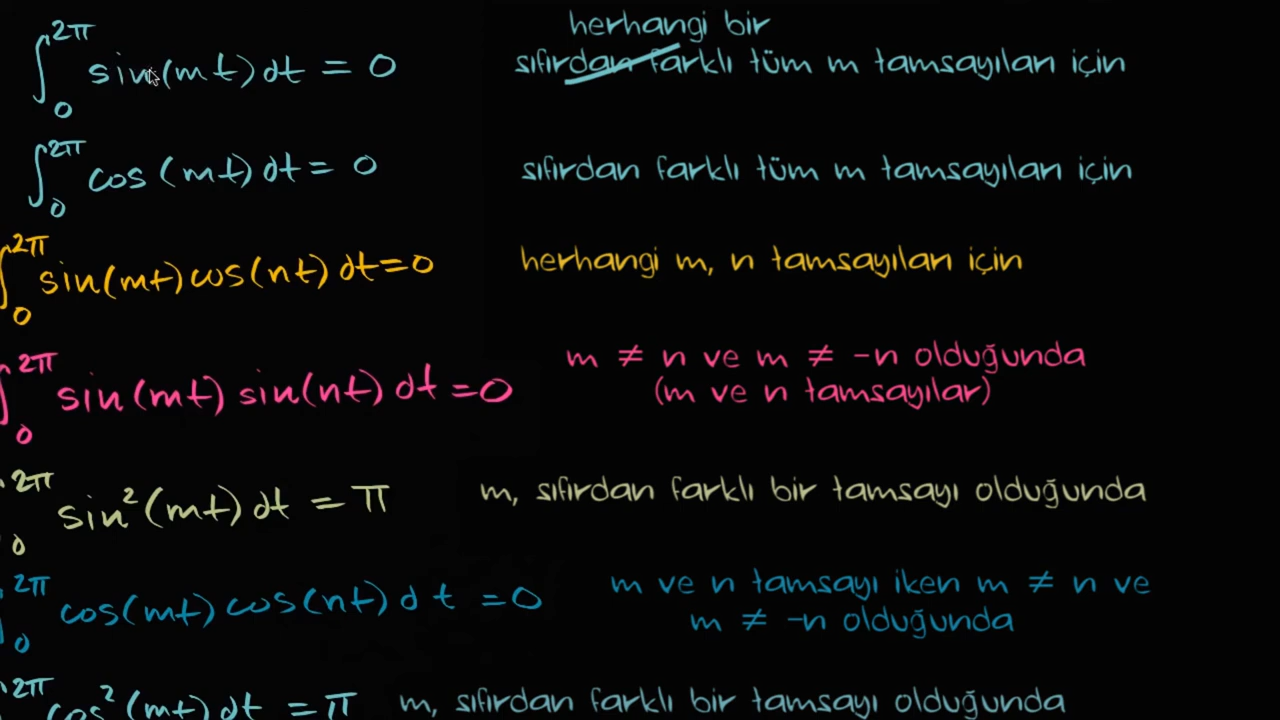 ∫₀^2π sin(mt) dt = 0
herhangi bir
sıfırdan farklı tüm m tamsayıları için
∫₀^2π cos(mt) dt = 0 sıfırdan farklı tüm m tamsayıları için
∫₀^2π sin(mt) cos(nt) dt = 0 herhangi m, n tamsayıları için
∫₀^2π sin(mt) sin(nt) dt = 0
m ≠ n ve m ≠ -n olduğunda
(m ve n tamsayılar)
∫₀^2π sin²(mt) dt = π m, sıfırdan farklı bir tamsayı olduğunda
∫₀^2π cos(mt) cos(nt) dt = 0
m ve n tamsayı iken m ≠ n ve
m ≠ -n olduğunda
∫^2π cos²(mt) dt = π m, sıfırdan farklı bir tamsayı olduğunda